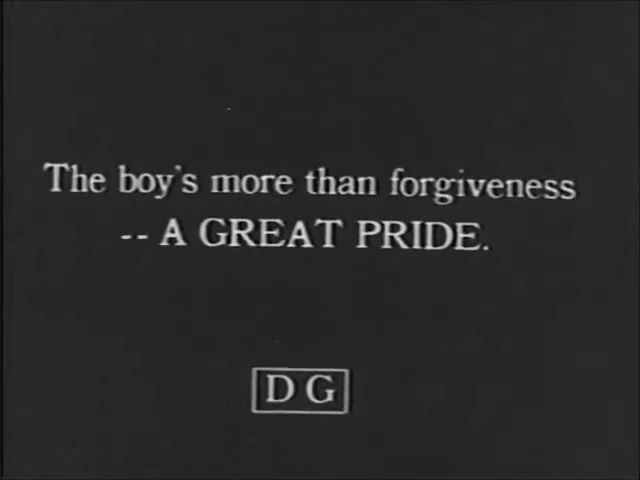 The boy's more than forgiveness
-- A GREAT PRIDE.
DG